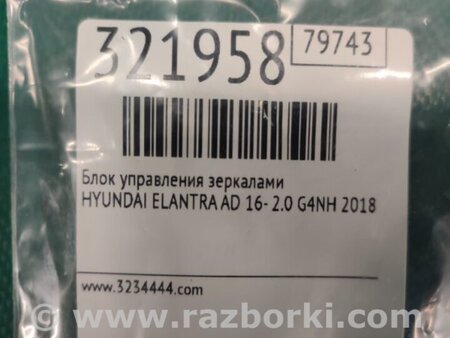 321958
79743
Блок управления зеркалами
HYUNDAI ELANTRA AD 16- 2.0 G4NH 2018
www.3234444.com
© - www.razborki.com -